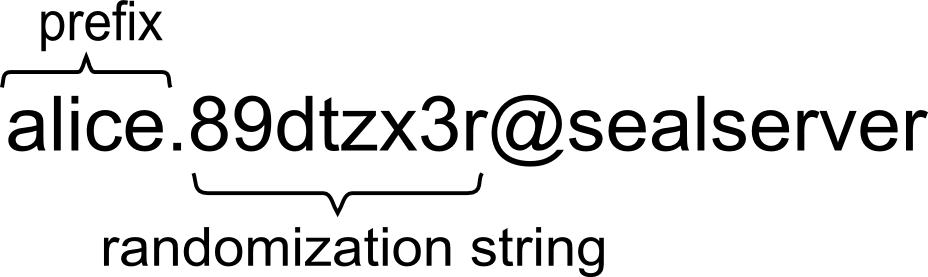 prefix
alice.89dtzx3r@sealserver
randomization string